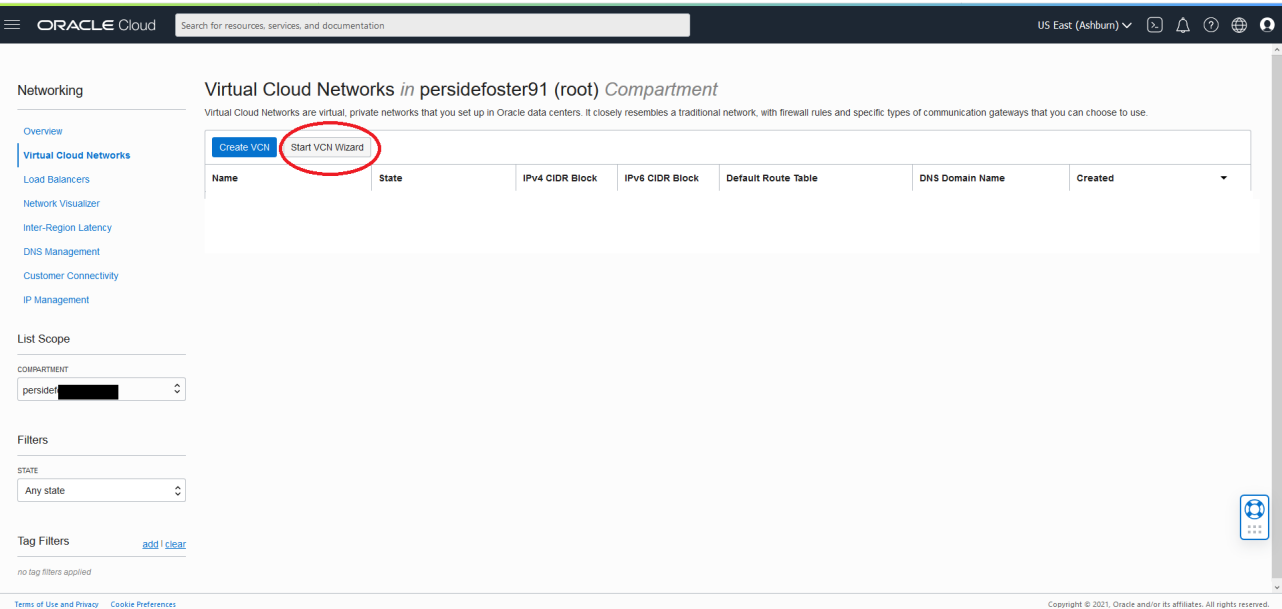 ORACLE Cloud
Search for resources, services, and documentation
US East (Ashburn)
Networking
Overview
Virtual Cloud Networks
Load Balancers
Network Visualizer
Inter-Region Latency
DNS Management
Customer Connectivity
IP Management
List Scope
COMPARTMENT
persidef
Filters
STATE
Any state
Tag Filters add | clear
no tag filters applied
Virtual Cloud Networks in persidefoster91 (root) Compartment
Virtual Cloud Networks are virtual, private networks that you set up in Oracle data centers. It closely resembles a traditional network, with firewall rules and specific types of communication gateways that you can choose to use.
Create VCN Start VCN Wizard
Name State IPv4 CIDR Block IPv6 CIDR Block Default Route Table DNS Domain Name Created
Terms of Use and Privacy Cookie Preferences
Copyright © 2021, Oracle and/or its affiliates. All rights reserved.